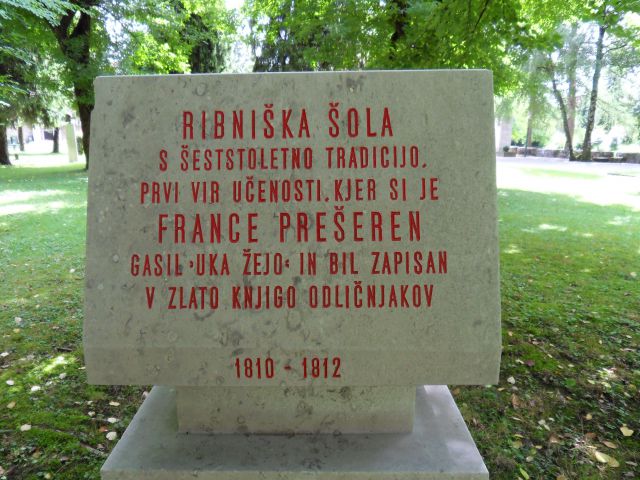 RIBNIŠKA ŠOLA
S ŠESTSTOLETNO TRADICIJO.
PRVI VIR UČENOSTI, KJER SI JE
FRANCE PREŠEREN
GASIL ›UKA ŽEJO‹ IN BIL ZAPISAN
V ZLATO KNJIGO ODLIČNJAKOV
1810 - 1812